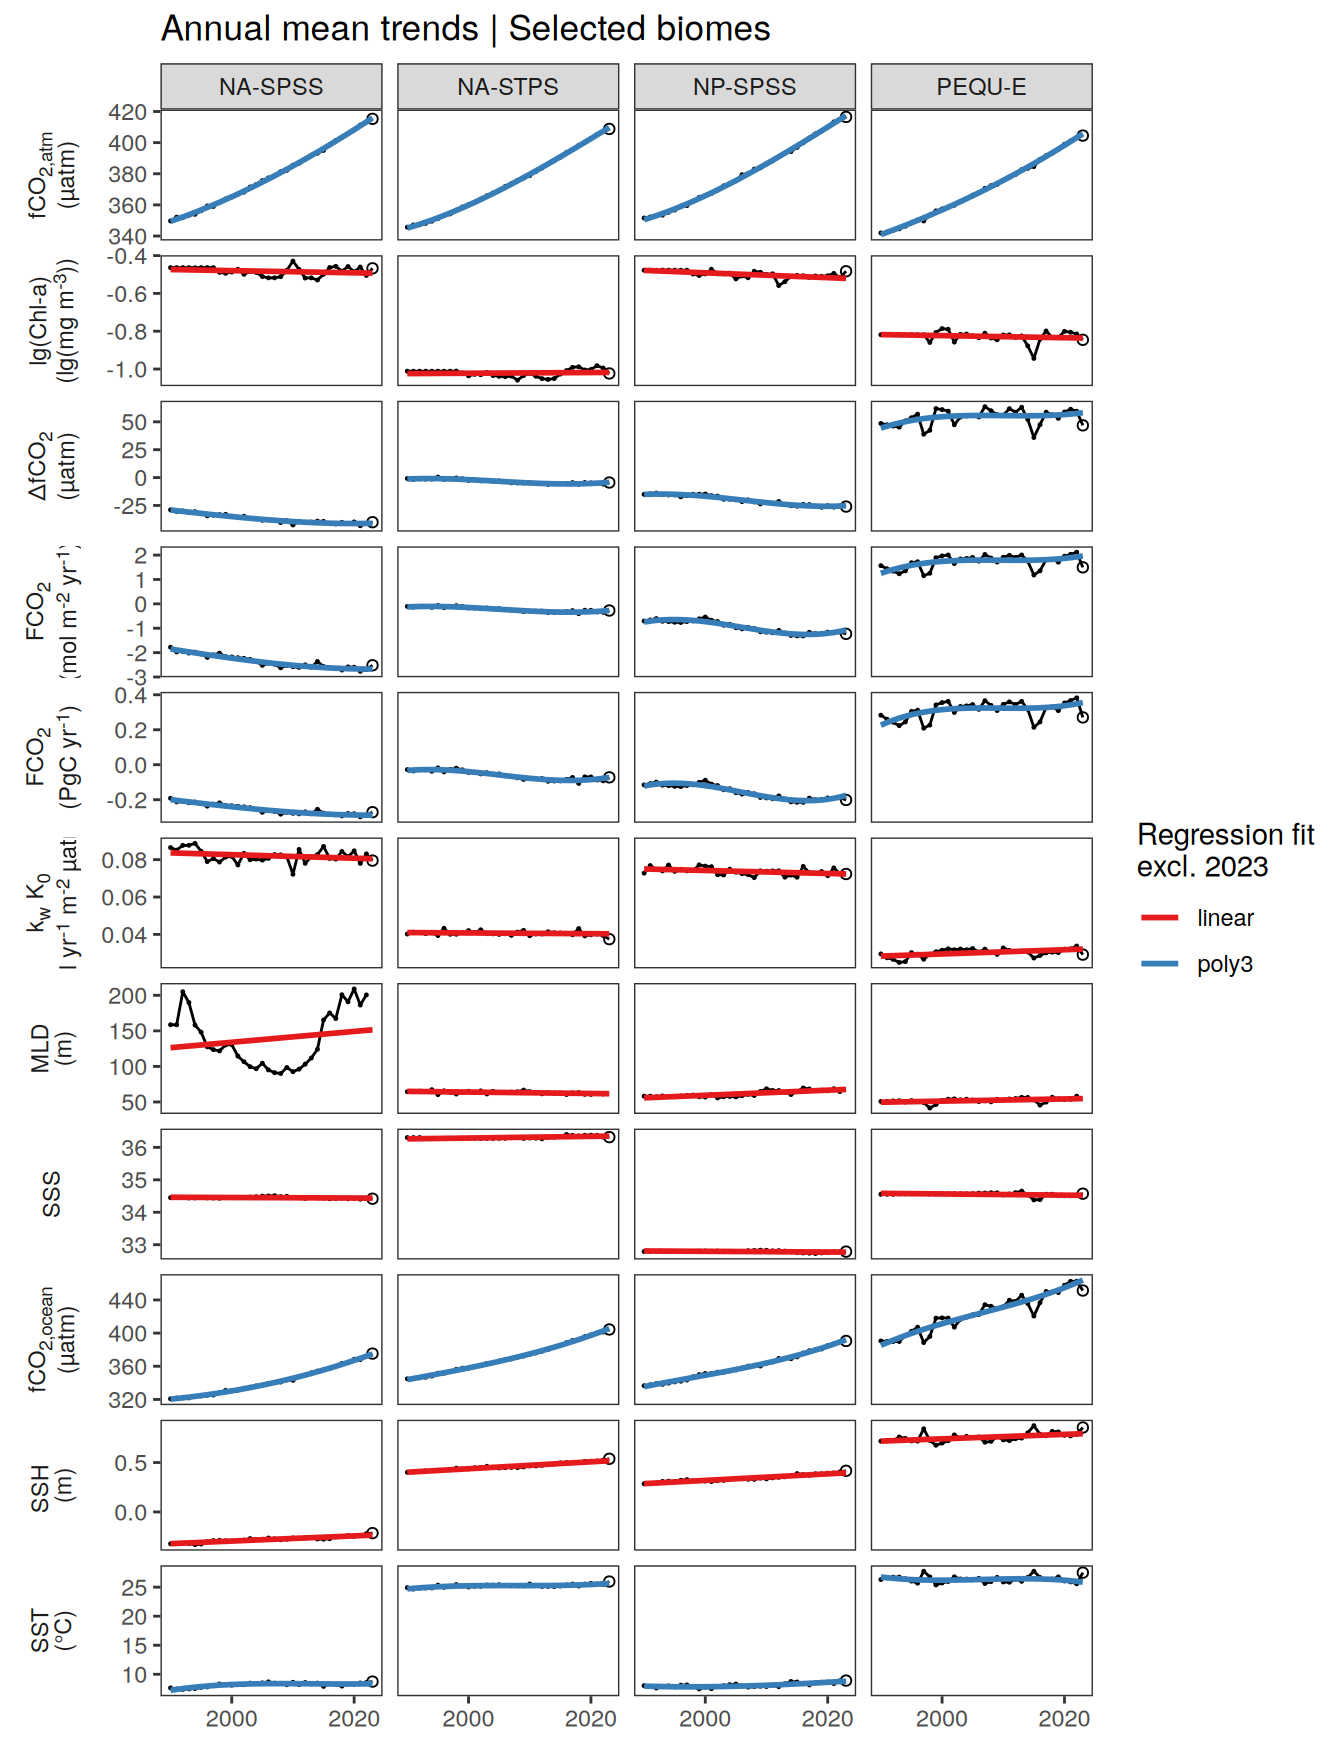 Annual mean trends | Selected biomes
NA-SPSS NA-STPS NP-SPSS PEQU-E
fCO2,atm
(µatm)
420
400
380
360
340
lg(Chl-a)
(lg(mg m-3))
-0.4
-0.6
-0.8
-1.0
ΔfCO2
(µatm)
50
25
0
-25
FCO2
(mol m-2 yr-1)
2
1
0
-1
-2
-3
FCO2
(PgC yr-1)
0.4
0.2
0.0
-0.2
kw K0
l yr-1 m-2 µat
0.08
0.06
0.04
MLD
(m)
200
150
100
50
SSS
36
35
34
33
fCO2,ocean
(µatm)
440
400
360
320
SSH
(m)
0.5
0.0
SST
(°C)
25
20
15
10
2000 2020 2000 2020 2000 2020 2000 2020
Regression fit
excl. 2023
linear
poly3